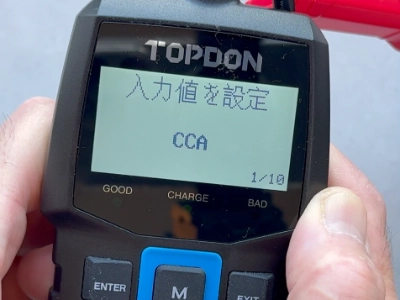 TOPDON
入力値を設定
CCA
1/10
GOOD CHARGE BAD
ENTER M EXIT